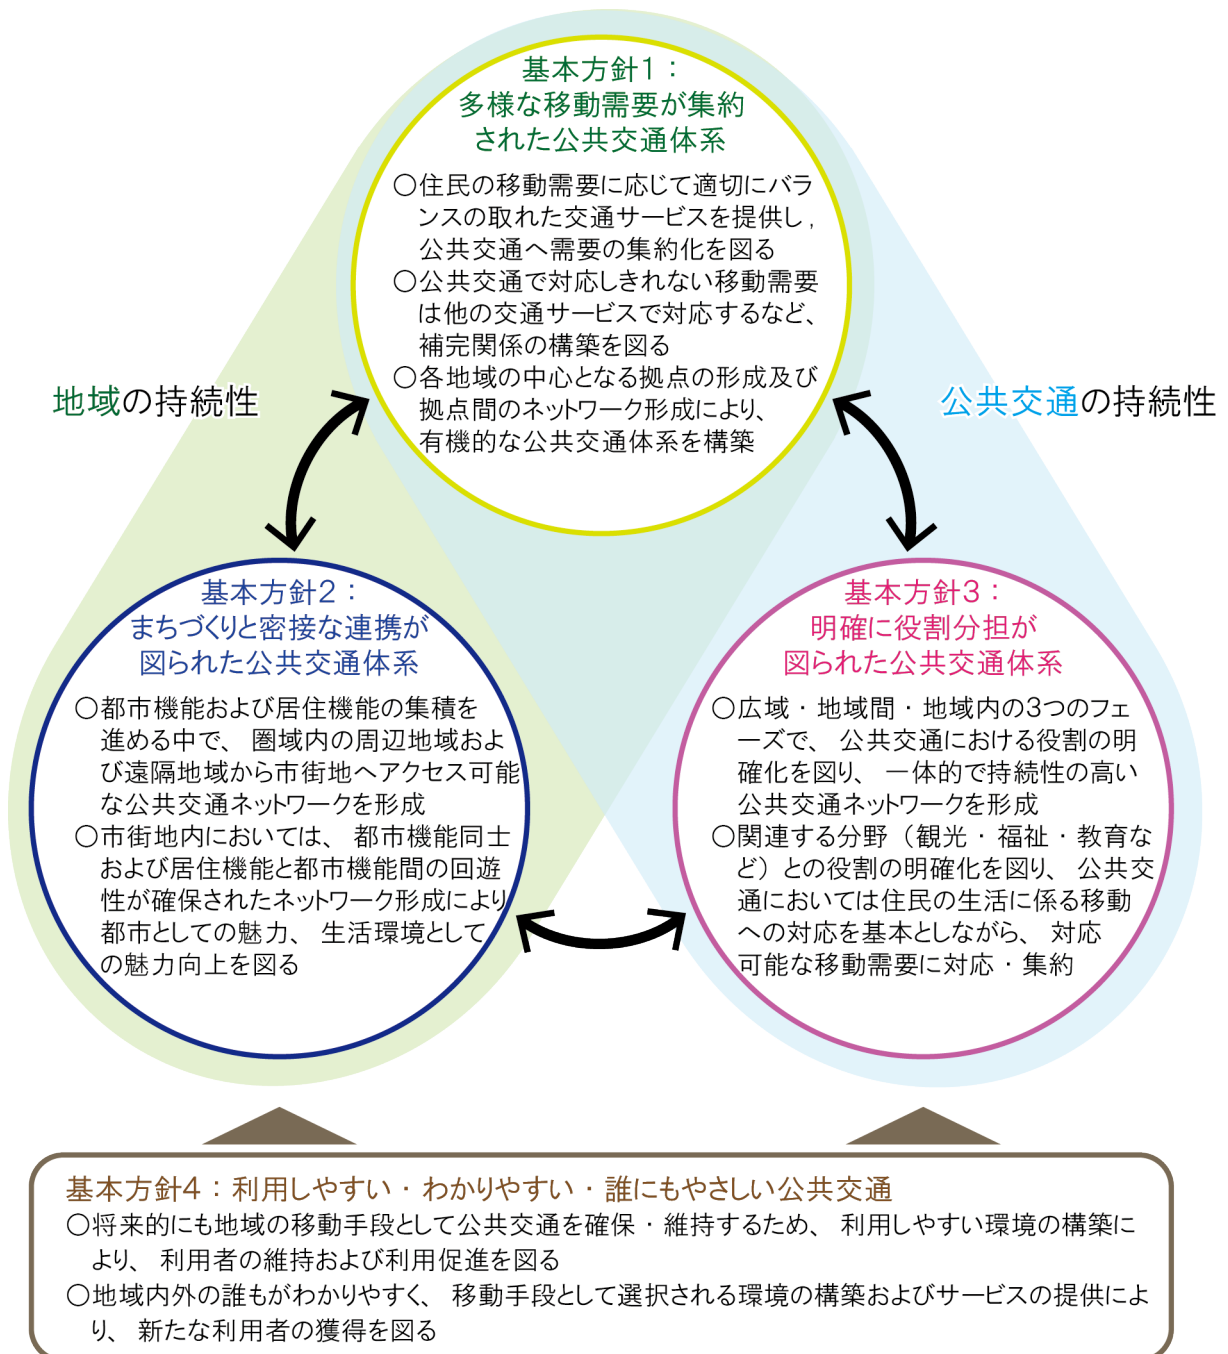 基本方針1：
多様な移動需要が集約
された公共交通体系
○住民の移動需要に応じて適切にバラ
ンスの取れた交通サービスを提供し，
公共交通へ需要の集約化を図る
○公共交通で対応しきれない移動需要
は他の交通サービスで対応するなど、
補完関係の構築を図る
○各地域の中心となる拠点の形成及び
拠点間のネットワーク形成により、
有機的な公共交通体系を構築
地域の持続性
公共交通の持続性
基本方針2：
まちづくりと密接な連携が
図られた公共交通体系
○都市機能および居住機能の集積を
進める中で、圏域内の周辺地域およ
び遠隔地域から市街地へアクセス可能
な公共交通ネットワークを形成
○市街地内においては、都市機能同士
および居住機能と都市機能間の回遊
性が確保されたネットワーク形成により
都市としての魅力、生活環境として
の魅力向上を図る
基本方針3：
明確に役割分担が
図られた公共交通体系
○広域・地域間・地域内の3つのフェ
ーズで、公共交通における役割の明
確化を図り、一体的で持続性の高い
公共交通ネットワークを形成
○関連する分野（観光・福祉・教育な
ど）との役割の明確化を図り、公共交
通においては住民の生活に係る移動
への対応を基本としながら、対応
可能な移動需要に対応・集約
基本方針4：利用しやすい・わかりやすい・誰にもやさしい公共交通
○将来的にも地域の移動手段として公共交通を確保・維持するため、利用しやすい環境の構築に
より、利用者の維持および利用促進を図る
○地域内外の誰もがわかりやすく、移動手段として選択される環境の構築およびサービスの提供によ
り、新たな利用者の獲得を図る